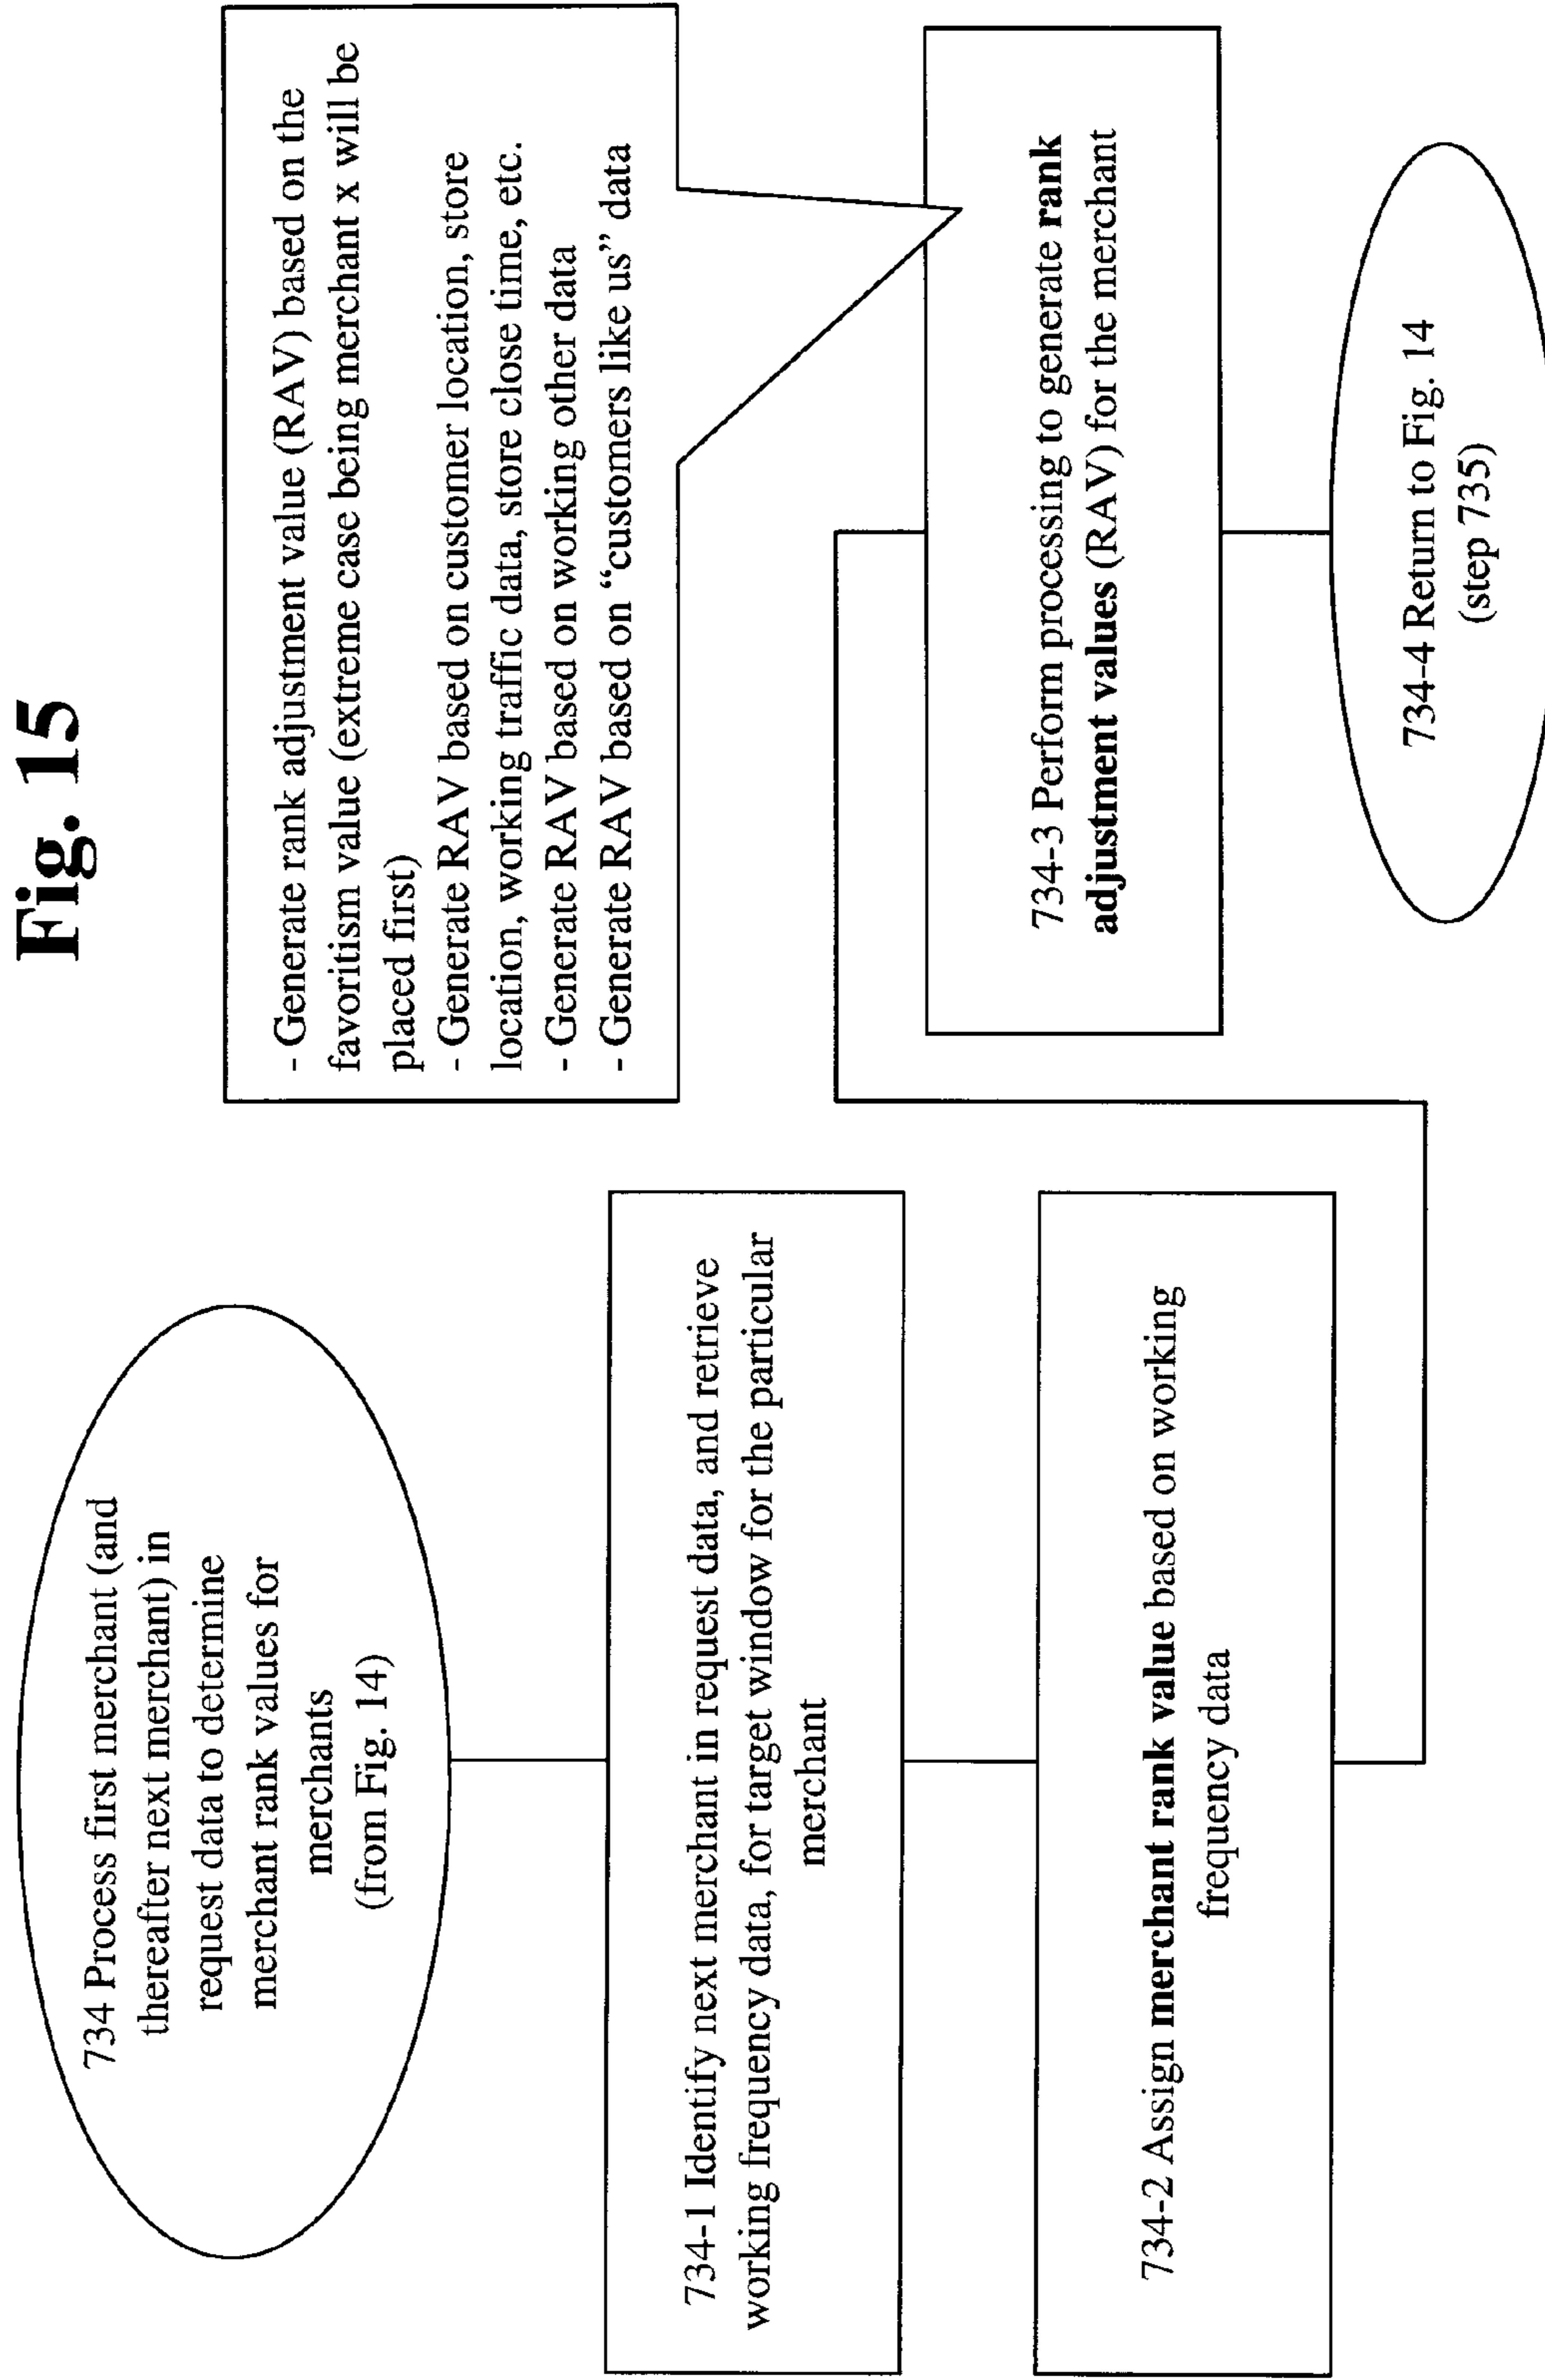 Fig. 15
734 Process first merchant (and
thereafter next merchant) in
request data to determine
merchant rank values for
merchants
(from Fig. 14)
734-1 Identify next merchant in request data, and retrieve
working frequency data, for target window for the particular
merchant
734-2 Assign merchant rank value based on working
frequency data
- Generate rank adjustment value (RAV) based on the
favoritism value (extreme case being merchant x will be
placed first)
- Generate RAV based on customer location, store
location, working traffic data, store close time, etc.
- Generate RAV based on working other data
- Generate RAV based on “customers like us” data
734-3 Perform processing to generate rank
adjustment values (RAV) for the merchant
734-4 Return to Fig. 14
(step 735)